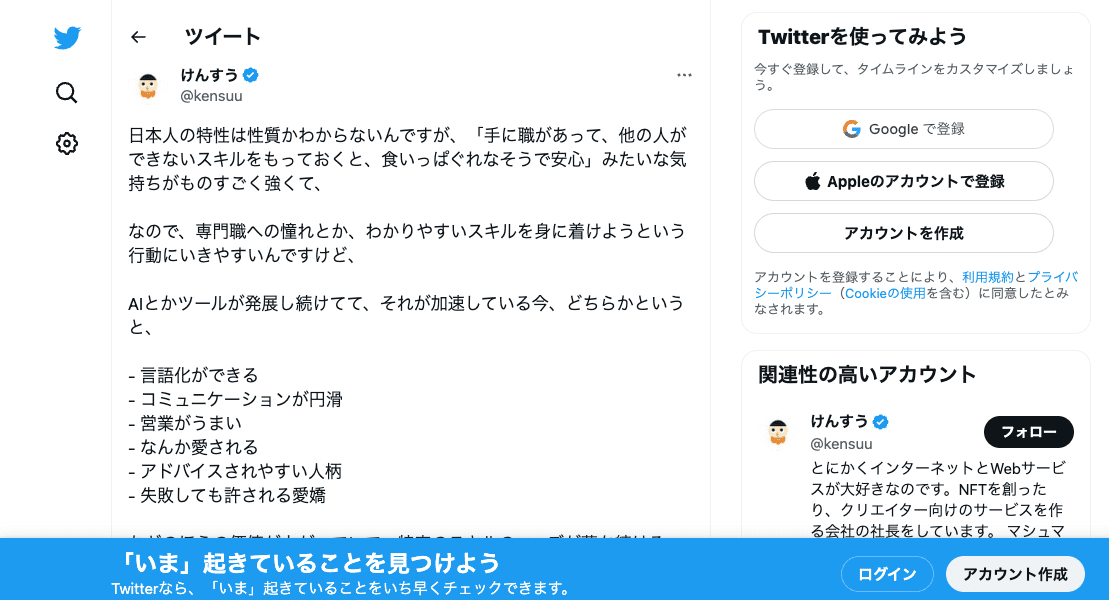 ツイート
けんすう
@kensuu
日本人の特性は性質かわからないんですが、「手に職があって、他の人が
できないスキルをもっておくと、食いっぱぐれなそうで安心」みたいな気
持ちがものすごく強くて、
なので、専門職への憧れとか、わかりやすいスキルを身に着けようという
行動にいきやすいんですけど、
AIとかツールが発展し続けてて、それが加速している今、どちらかという
と、
- 言語化ができる
- コミュニケーションが円滑
- 営業がうまい
- なんか愛される
- アドバイスされやすい人柄
- 失敗しても許される愛嬌
Twitterを使ってみよう
今すぐ登録して、タイムラインをカスタマイズしましょ
う。
Google で登録
Appleのアカウントで登録
アカウントを作成
アカウントを登録することにより、利用規約とプライバ
シーポリシー（Cookieの使用を含む）に同意したとみ
なされます。
関連性の高いアカウント
けんすう
@kensuu
フォロー
とにかくインターネットとWebサービ
スが大好きなのです。NFTを創った
り、クリエイター向けのサービスを作
る会社の社長をしています。 マシュマ
「いま」起きていることを見つけよう
Twitterなら、「いま」起きていることをいち早くチェックできます。
ログイン
アカウント作成